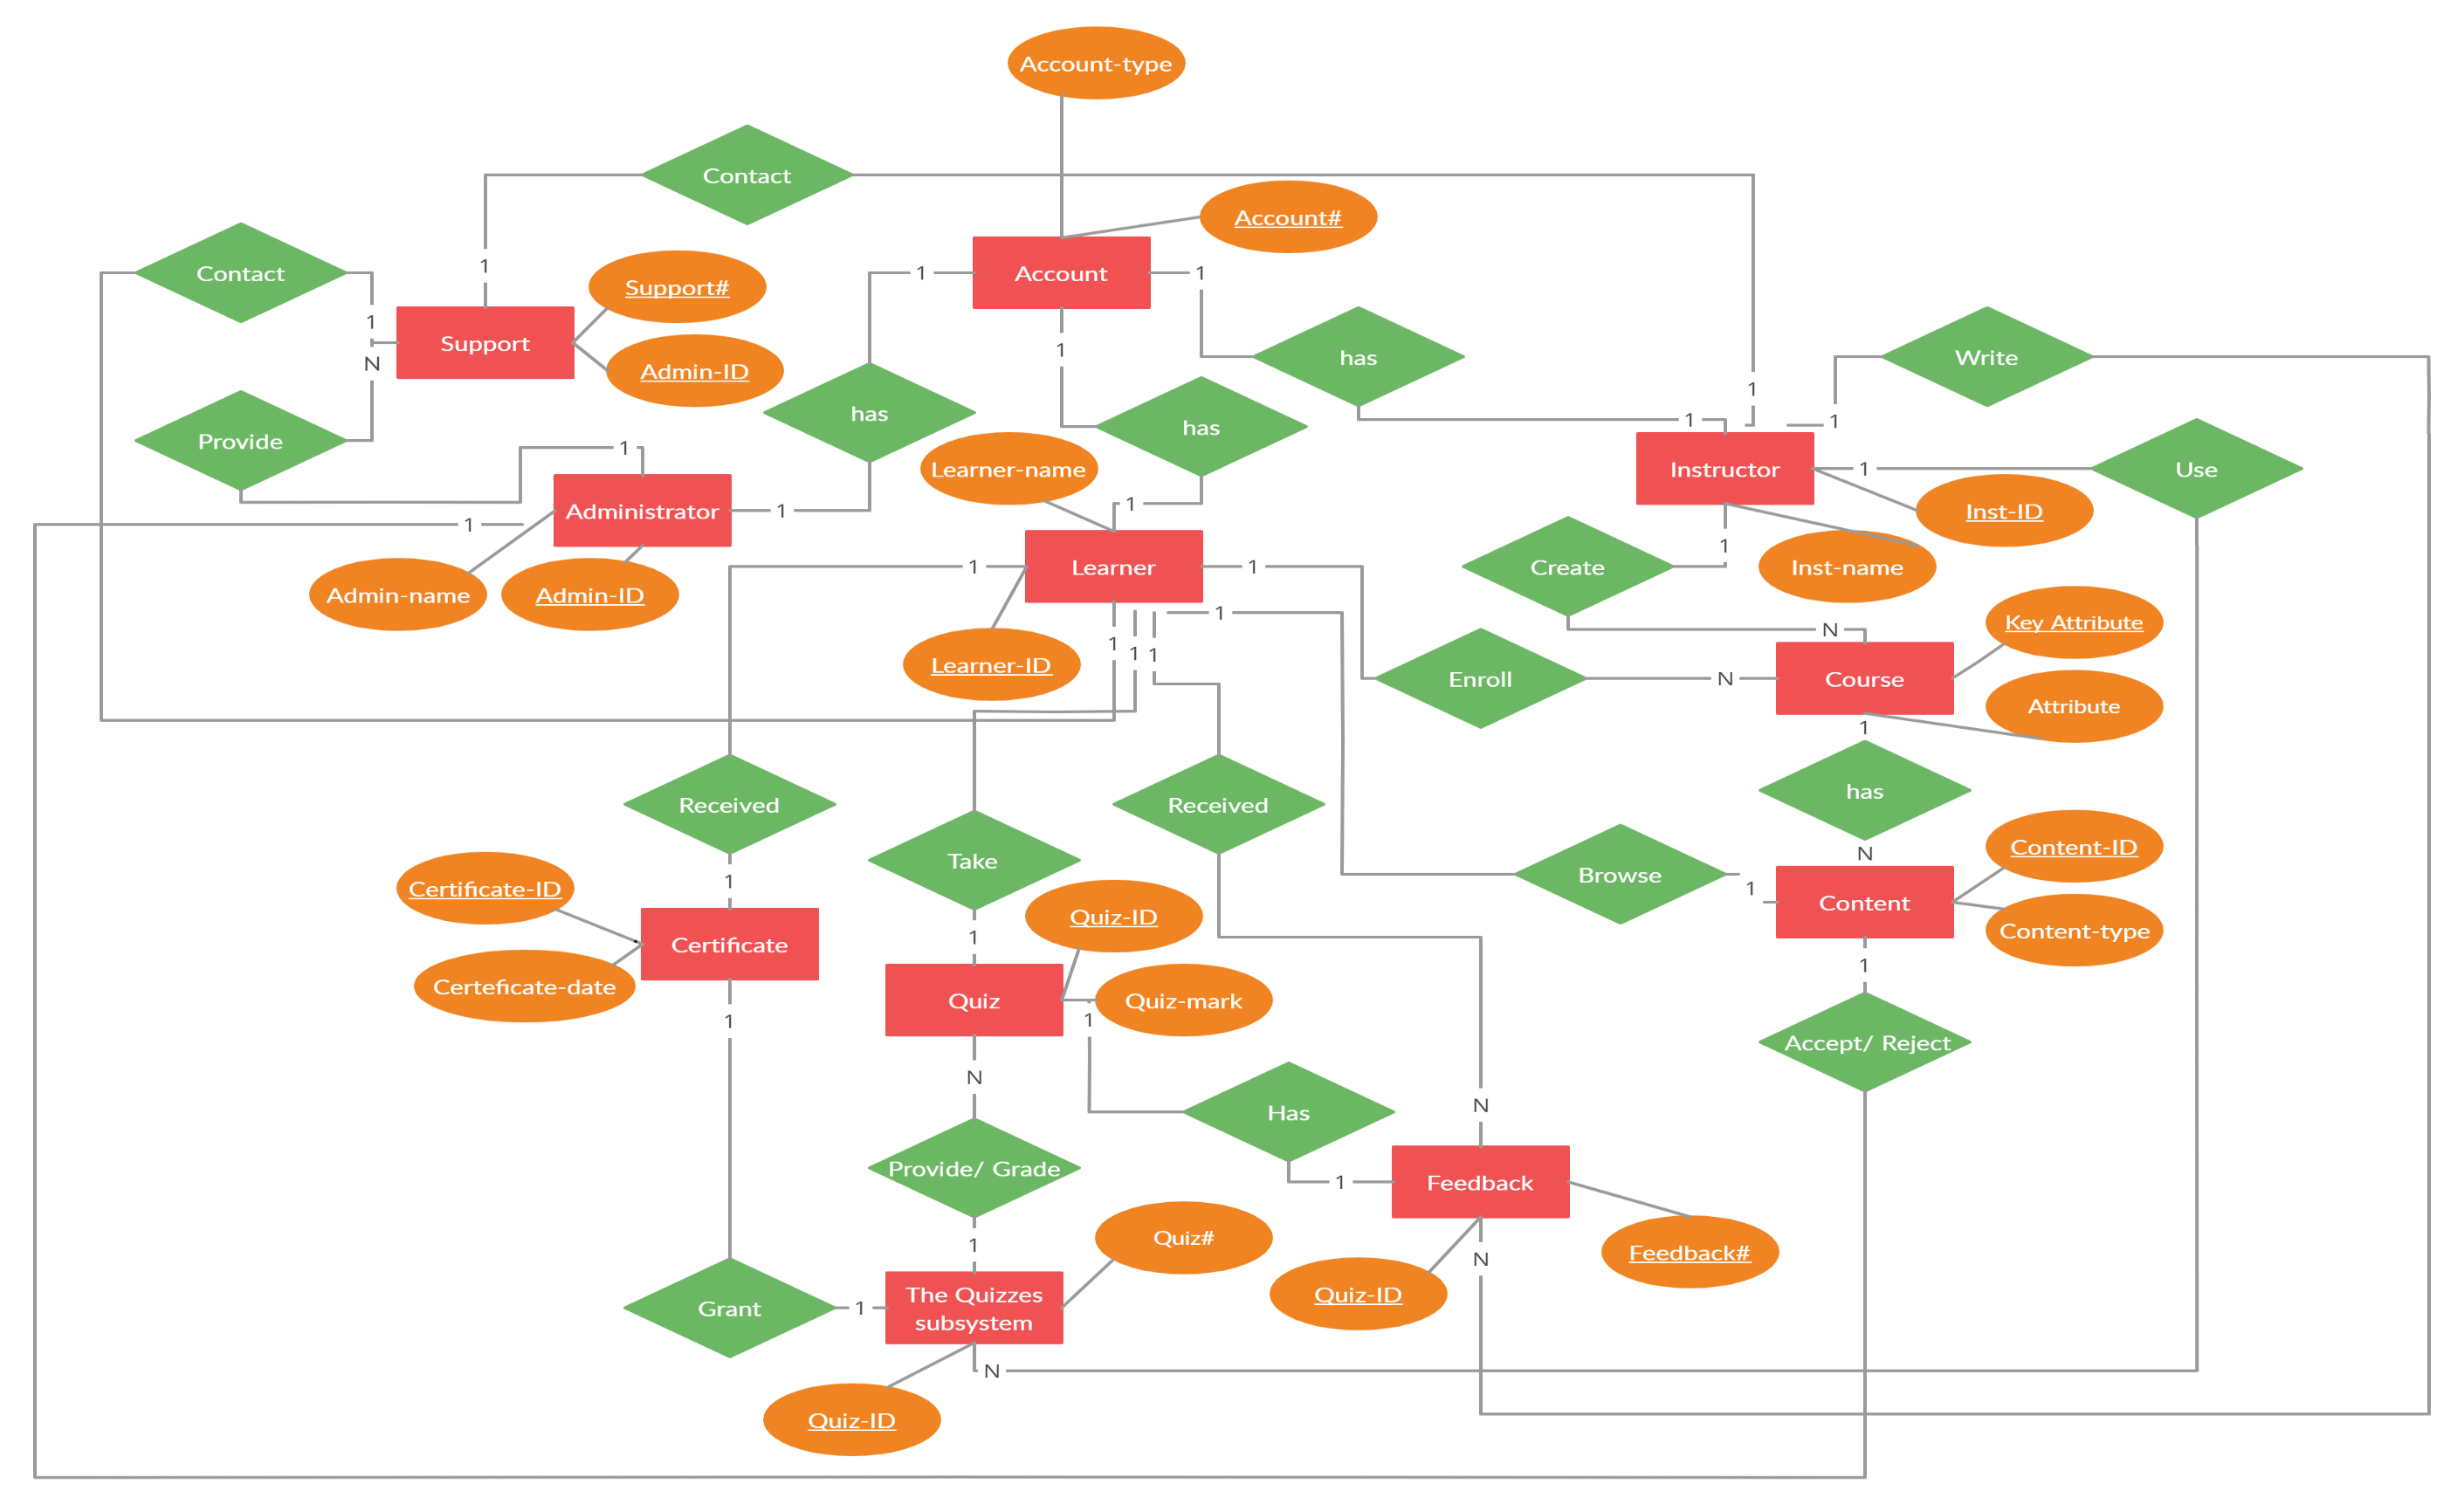 Account-type
Contact
Account#
Contact
Support#
1
1
Account
1
1
Support
N
Admin-ID
1
has
Write
1
Provide
has
has
1
1
1
Learner-name
Instructor
1
Use
1
Administrator
1
1
Inst-ID
1
Learner
1
1
Create
Inst-name
1
Admin-name
Admin-ID
1
N
Key Attribute
1
1
1
Learner-ID
Enroll
N
Course
Attribute
1
Received
Received
has
Take
N
Content-ID
Browse
1
1
Certificate-ID
Quiz-ID
Content
Content-type
1
Certificate
1
Certeficate-date
Quiz
Quiz-mark
1
1
Accept/ Reject
N
Has
N
Provide/ Grade
1
Feedback
1
Quiz#
Feedback#
N
Grant
1
The Quizzes
subsystem
Quiz-ID
N
Quiz-ID